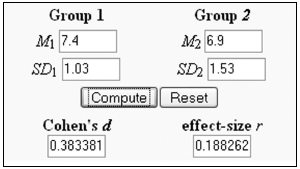 Group 1 Group 2
M1 7.4 M2 6.9
SD1 1.03 SD2 1.53
Compute Reset
Cohen's d effect-size r
0.383381 0.188262